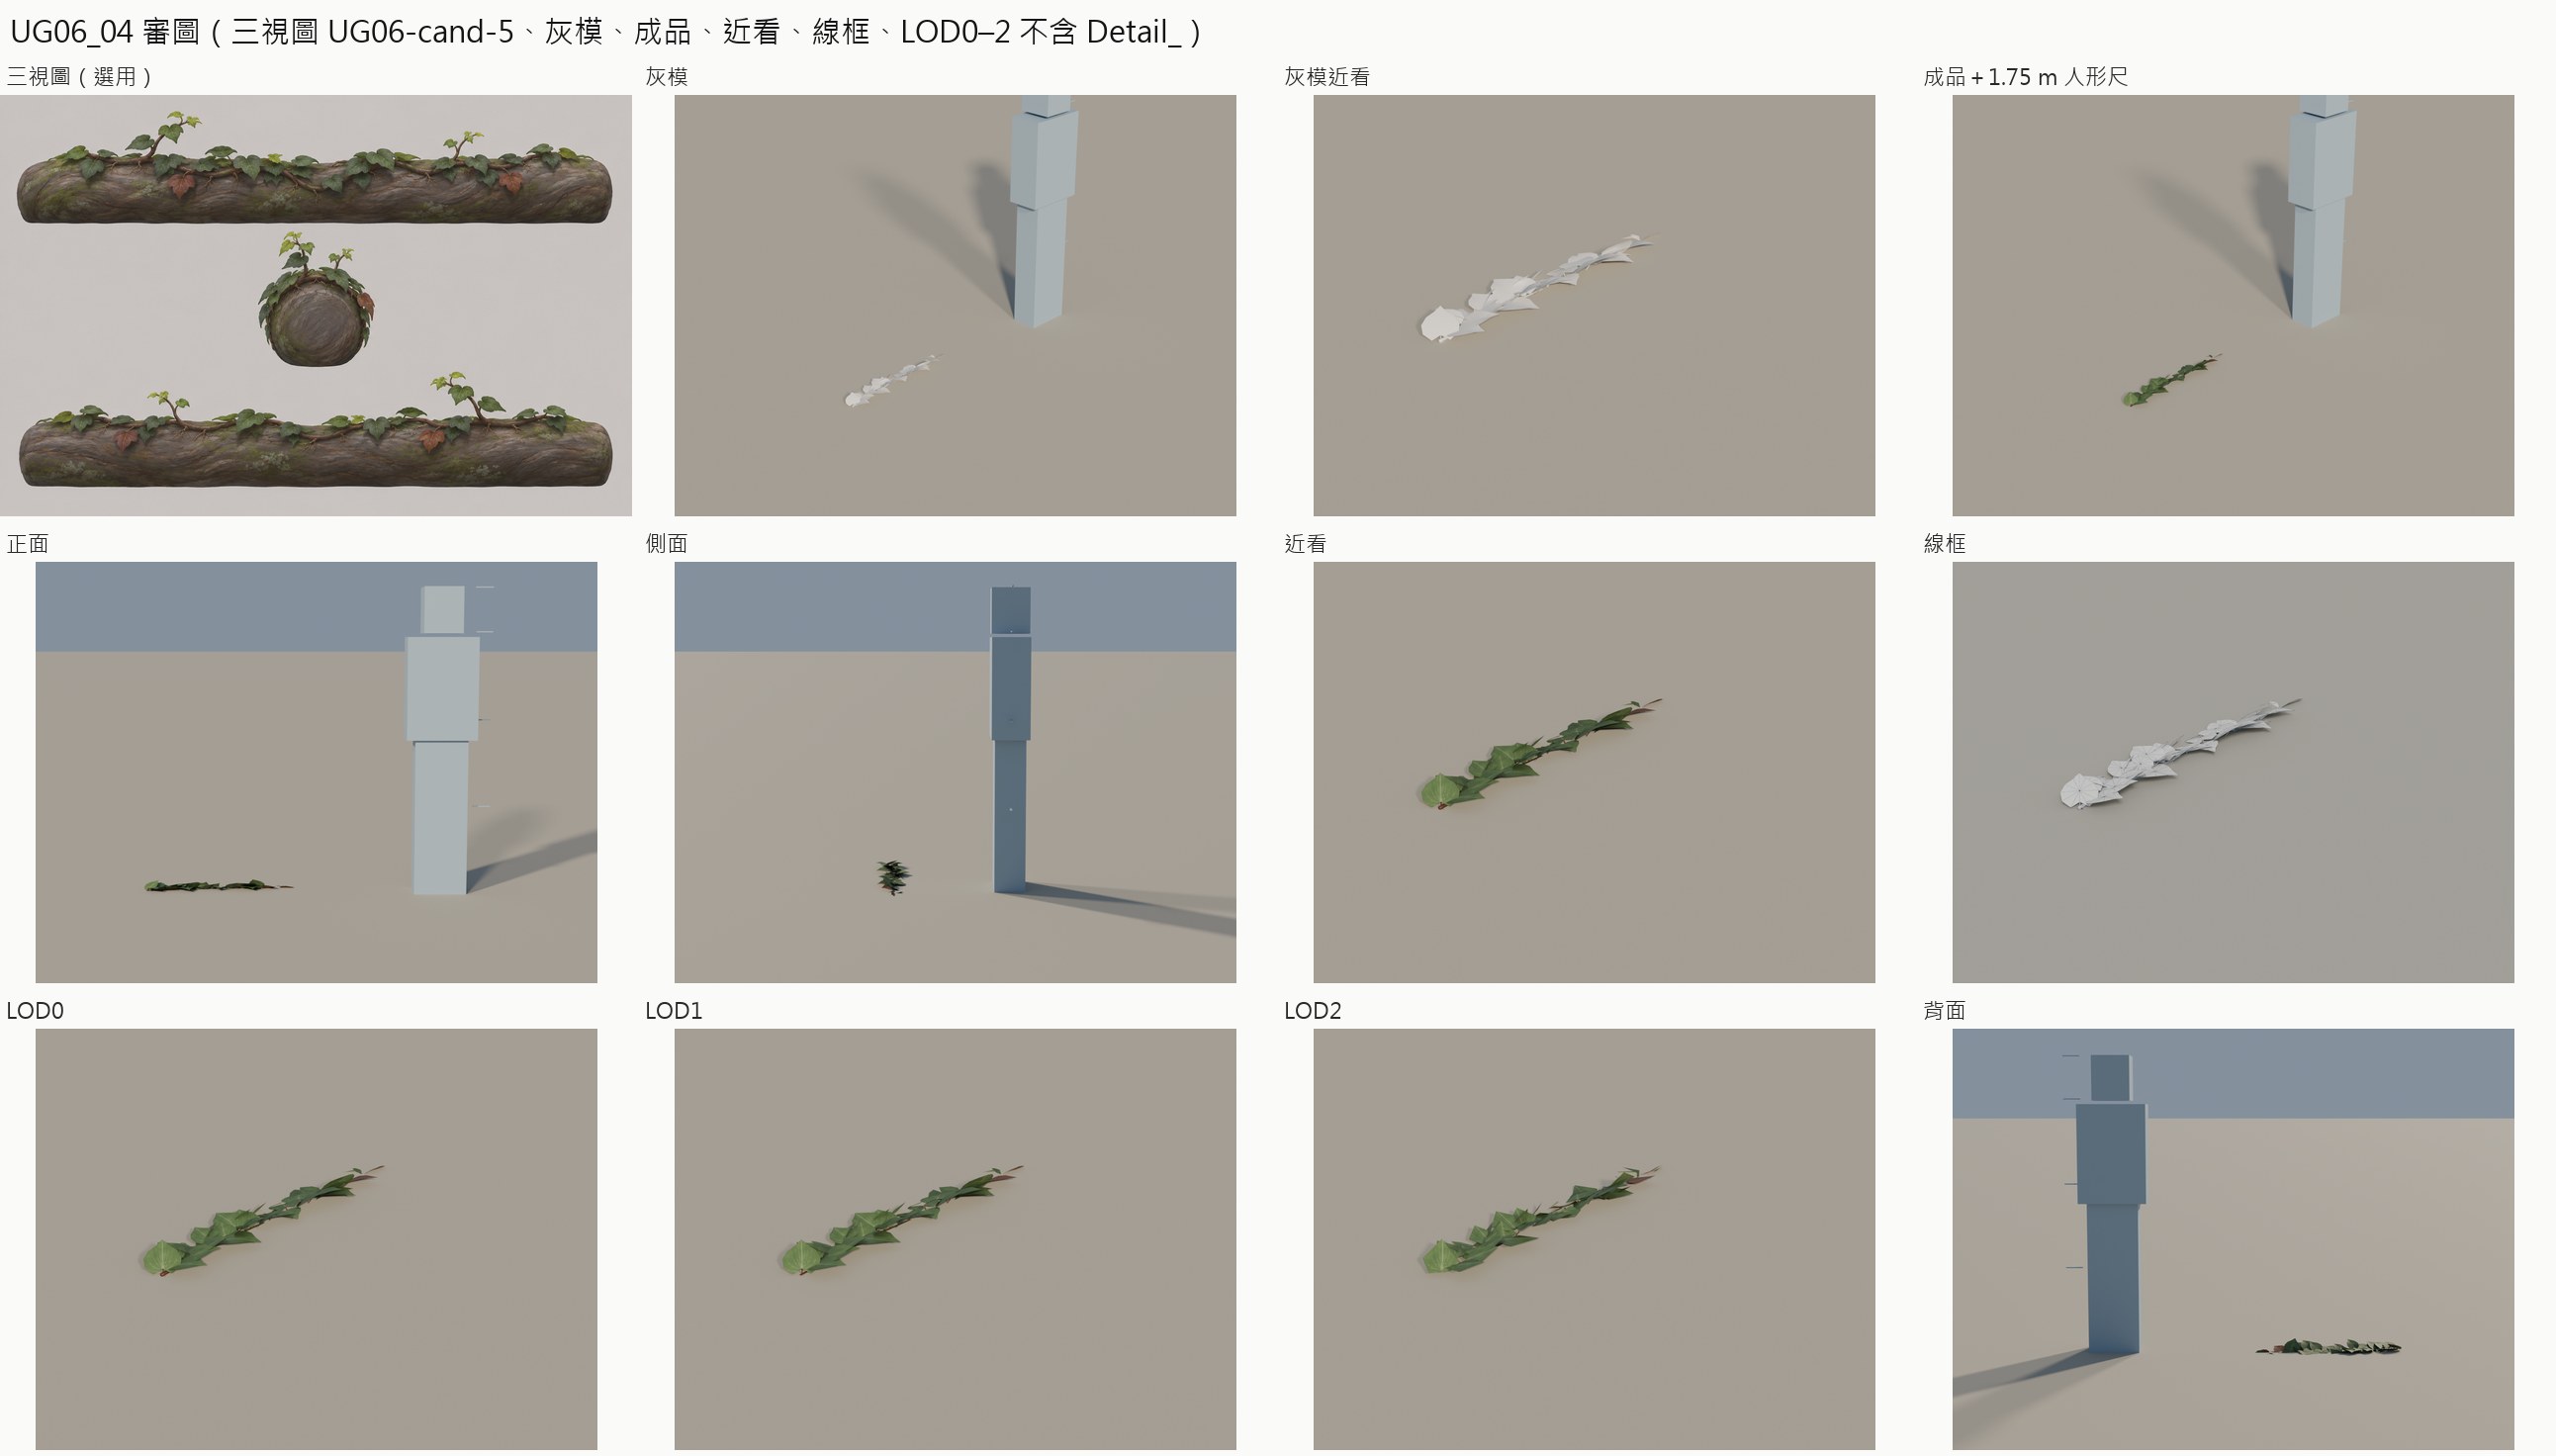 UG06_04 審圖（三視圖 UG06-cand-5、灰模、成品、近看、線框、LOD0–2 不含 Detail_）
三視圖（選用）
灰模
灰模近看
成品 + 1.75 m 人形尺
正面
側面
近看
線框
LOD0
LOD1
LOD2
背面